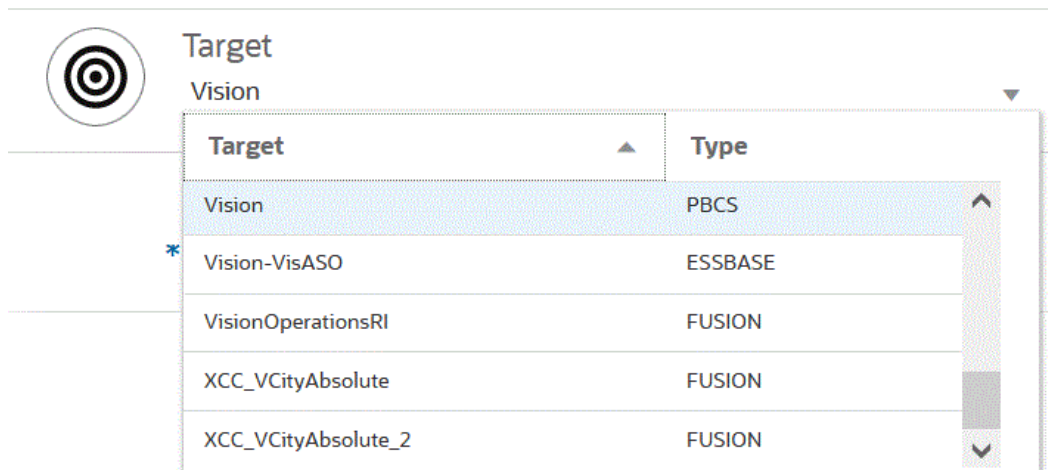 Target
Vision
Target Type
Vision PBCS
* Vision-VisASO ESSBASE
VisionOperationsRI FUSION
XCC_VCityAbsolute FUSION
XCC_VCityAbsolute_2 FUSION